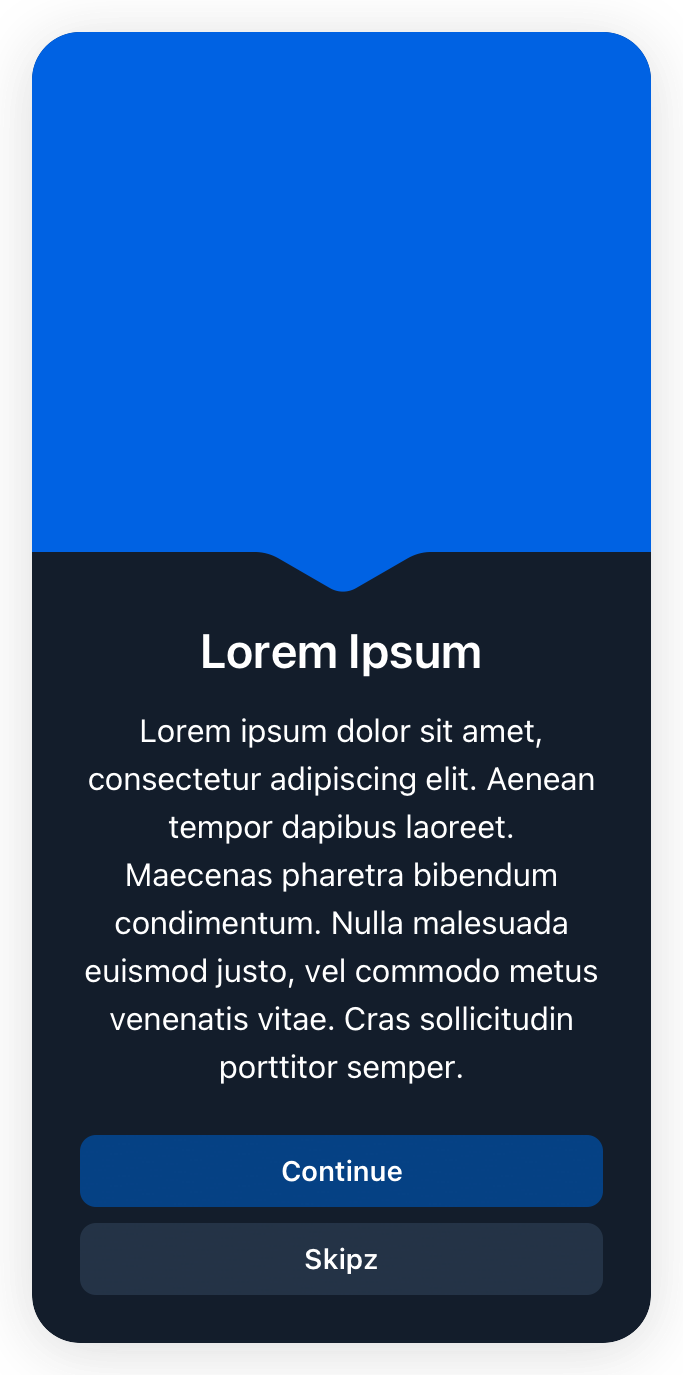 Lorem Ipsum
Lorem ipsum dolor sit amet,
consectetur adipiscing elit. Aenean
tempor dapibus laoreet.
Maecenas pharetra bibendum
condimentum. Nulla malesuada
euismod justo, vel commodo metus
venenatis vitae. Cras sollicitudin
porttitor semper.
Continue
Skipz